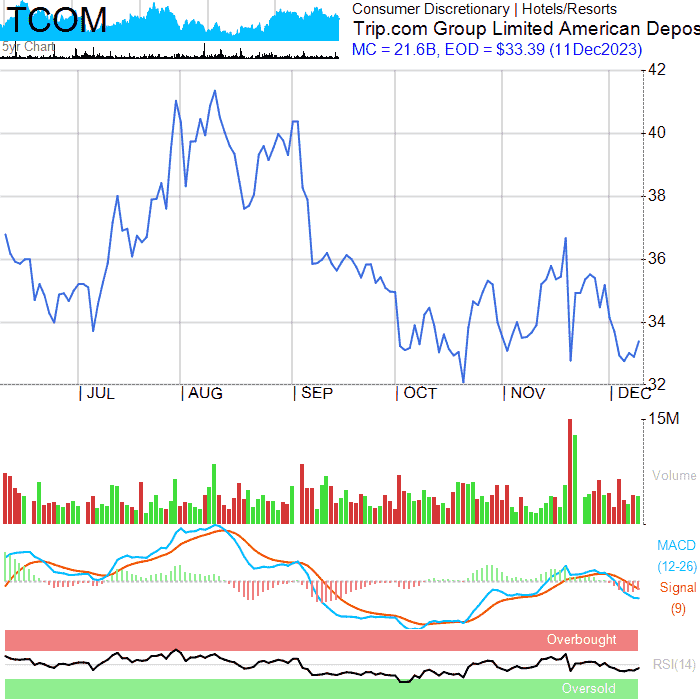 TCOM
5yr Chart
Consumer Discretionary | Hotels/Resorts
Trip.com Group Limited American Depos
MC = 21.6B, EOD = $33.39 (11Dec2023)
42
40
38
36
34
32
| JUL | AUG | SEP | OCT | NOV | DEC
15M
Volume
MACD
(12-26)
Signal
(9)
Overbought
RSI(14)
Oversold